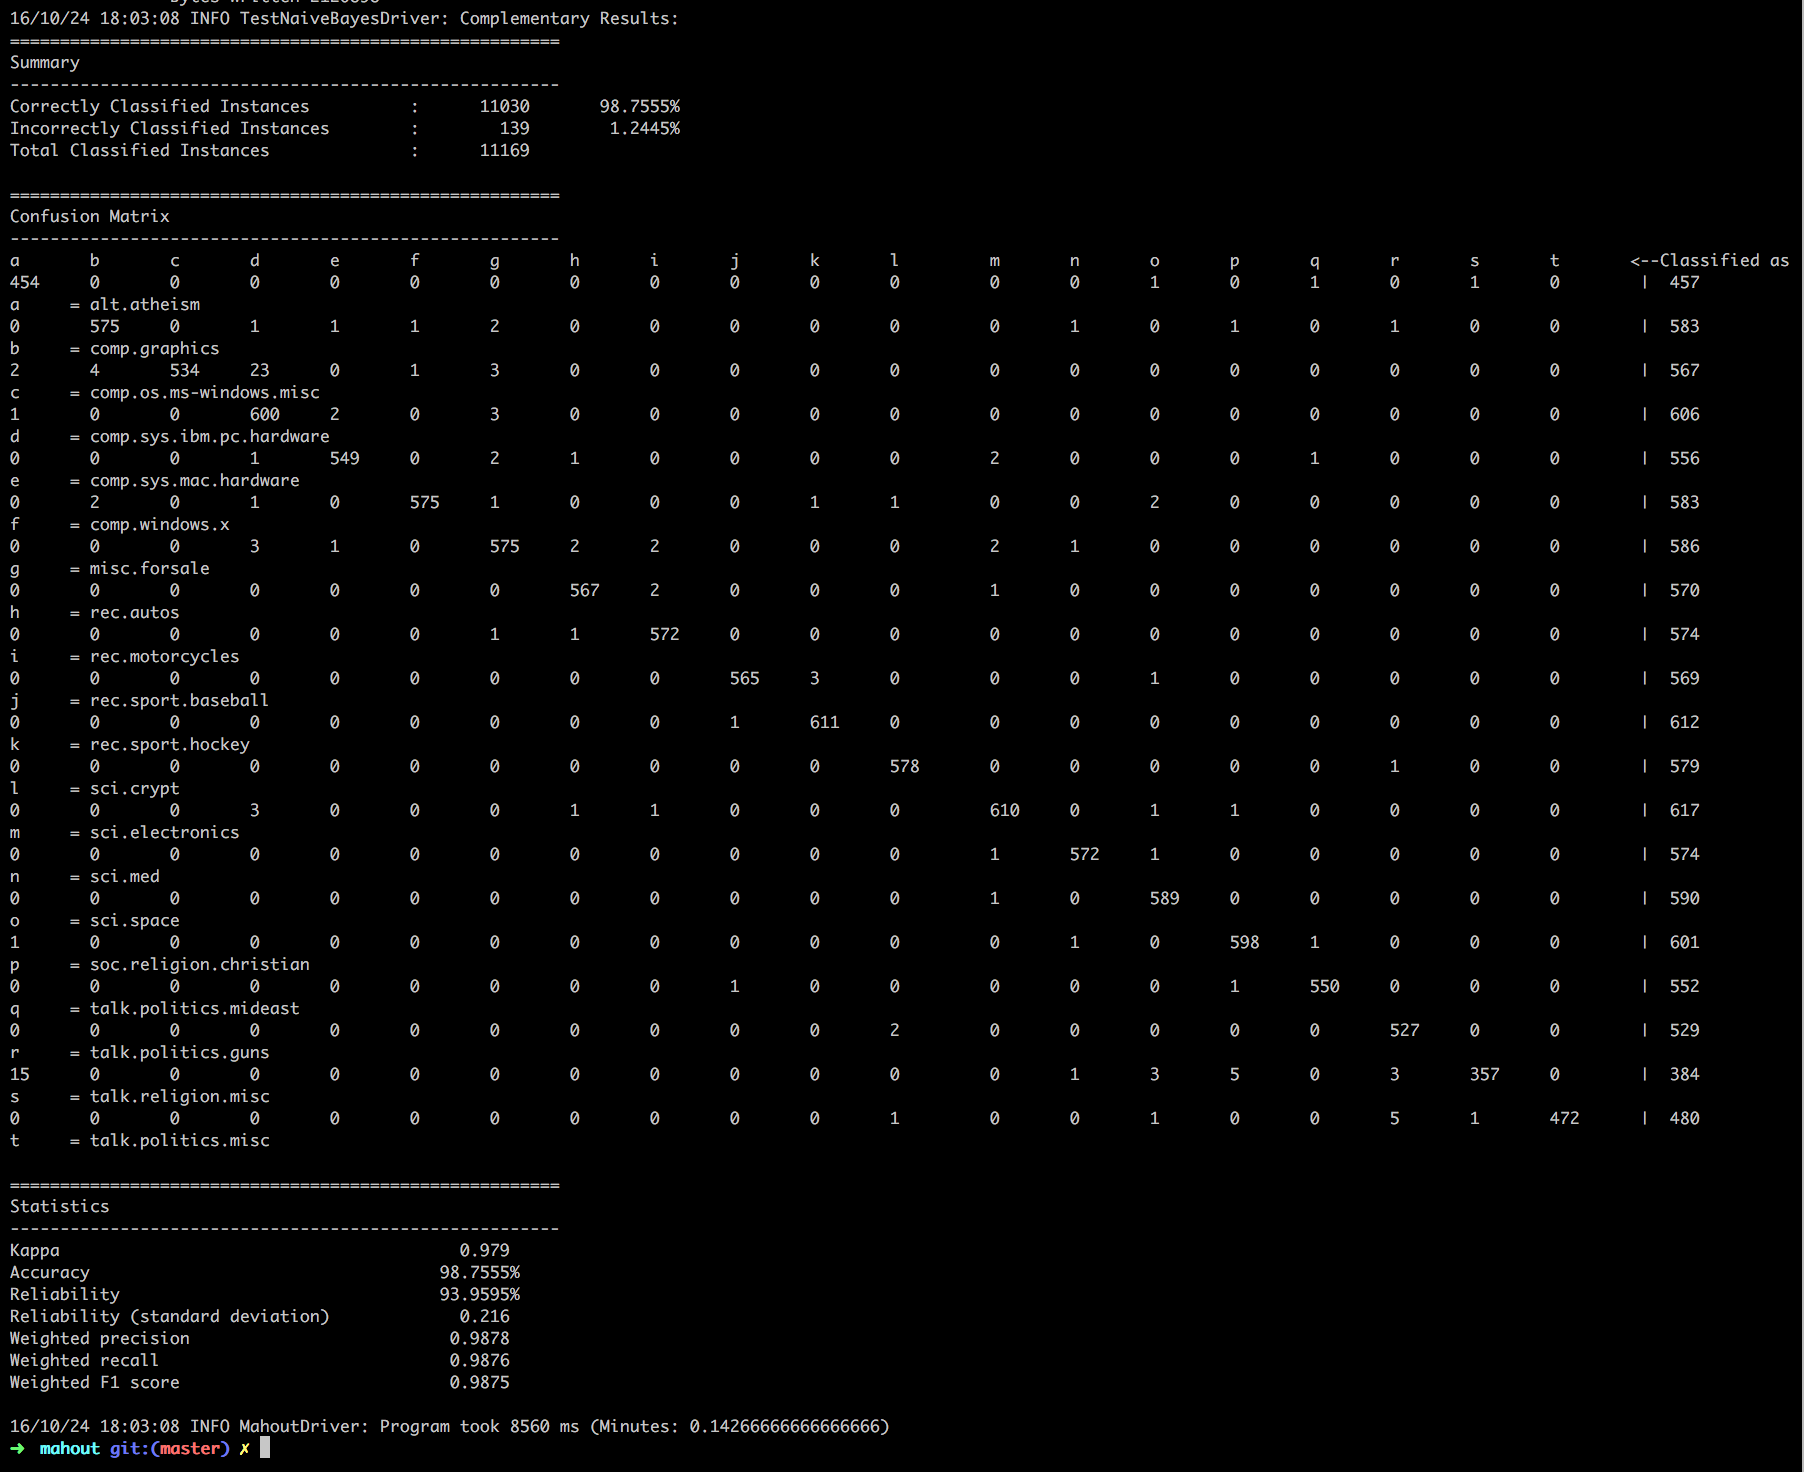 16/10/24 18:03:08 INFO TestNaiveBayesDriver: Complementary Results:
=======================================================
Summary
-------------------------------------------------------
Correctly Classified Instances          :      11030       98.7555%
Incorrectly Classified Instances        :        139        1.2445%
Total Classified Instances              :      11169
=======================================================
Confusion Matrix
-------------------------------------------------------
a b c d e f g h i j k l m n o p q r s t <--Classified as
454 0 0 0 0 0 0 0 0 0 0 0 0 0 1 0 1 0 1 0 | 457
a = alt.atheism
0 575 0 1 1 1 2 0 0 0 0 0 0 1 0 1 0 1 0 0 | 583
b = comp.graphics
2 4 534 23 0 1 3 0 0 0 0 0 0 0 0 0 0 0 0 0 | 567
c = comp.os.ms-windows.misc
1 0 0 600 2 0 3 0 0 0 0 0 0 0 0 0 0 0 0 0 | 606
d = comp.sys.ibm.pc.hardware
0 0 0 1 549 0 2 1 0 0 0 0 2 0 0 0 1 0 0 0 | 556
e = comp.sys.mac.hardware
0 2 0 1 0 575 1 0 0 0 1 1 0 0 2 0 0 0 0 0 | 583
f = comp.windows.x
0 0 0 3 1 0 575 2 2 0 0 0 2 1 0 0 0 0 0 0 | 586
g = misc.forsale
0 0 0 0 0 0 0 567 2 0 0 0 1 0 0 0 0 0 0 0 | 570
h = rec.autos
0 0 0 0 0 0 1 1 572 0 0 0 0 0 0 0 0 0 0 0 | 574
i = rec.motorcycles
0 0 0 0 0 0 0 0 0 565 3 0 0 0 1 0 0 0 0 0 | 569
j = rec.sport.baseball
0 0 0 0 0 0 0 0 0 1 611 0 0 0 0 0 0 0 0 0 | 612
k = rec.sport.hockey
0 0 0 0 0 0 0 0 0 0 0 578 0 0 0 0 0 1 0 0 | 579
l = sci.crypt
0 0 0 3 0 0 0 1 1 0 0 0 610 0 1 1 0 0 0 0 | 617
m = sci.electronics
0 0 0 0 0 0 0 0 0 0 0 0 1 572 1 0 0 0 0 0 | 574
n = sci.med
0 0 0 0 0 0 0 0 0 0 0 0 1 0 589 0 0 0 0 0 | 590
o = sci.space
1 0 0 0 0 0 0 0 0 0 0 0 0 1 0 598 1 0 0 0 | 601
p = soc.religion.christian
0 0 0 0 0 0 0 0 0 1 0 0 0 0 0 1 550 0 0 0 | 552
q = talk.politics.mideast
0 0 0 0 0 0 0 0 0 0 0 2 0 0 0 0 0 527 0 0 | 529
r = talk.politics.guns
15 0 0 0 0 0 0 0 0 0 0 0 0 1 3 5 0 3 357 0 | 384
s = talk.religion.misc
0 0 0 0 0 0 0 0 0 0 0 1 0 0 1 0 0 5 1 472 | 480
t = talk.politics.misc
=======================================================
Statistics
-------------------------------------------------------
Kappa 0.979
Accuracy 98.7555%
Reliability 93.9595%
Reliability (standard deviation) 0.216
Weighted precision 0.9878
Weighted recall 0.9876
Weighted F1 score 0.9875
16/10/24 18:03:08 INFO MahoutDriver: Program took 8560 ms (Minutes: 0.14266666666666666)
➜ mahout git:(master) ✗